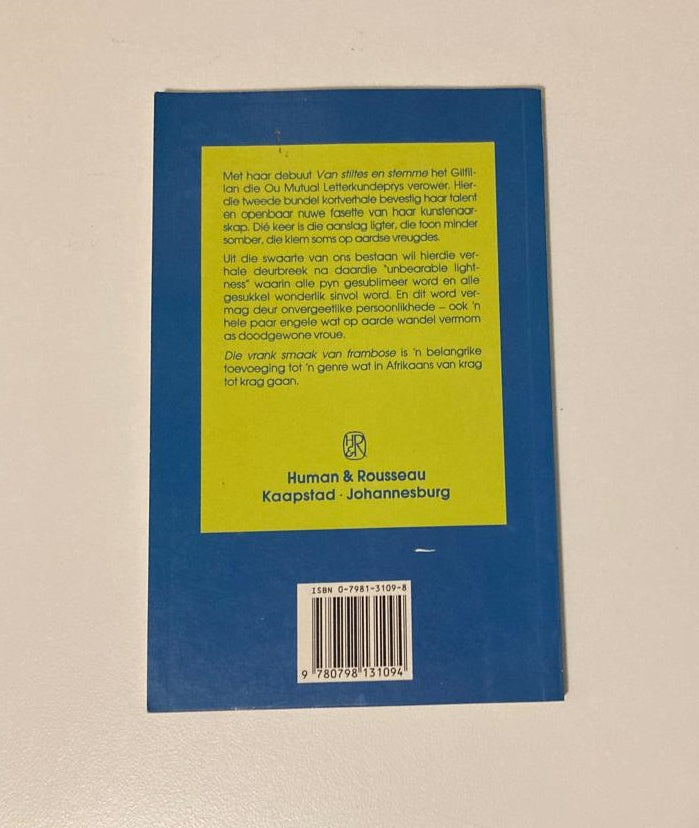 Met haar debuut Van stiltes en stemme het Gilfil-
lan die Ou Mutual Letterkundeprys verower. Hier-
die tweede bundel kortverhale bevestig haar talent
en openbaar nuwe fasette van haar kunstenaar-
skap. Dié keer is die aanslag ligter, die toon minder
somber, die klem soms op aardse vreugdes.
Uit die swaarte van ons bestaan wil hierdie ver-
hale deurbreek na daardie "unbearable light-
ness" waarin alle pyn gesublimeer word en alle
gesukkel wonderlik sinvol word. En dit word ver-
mag deur onvergeetlike persoonlikhede – ook 'n
hele paar engele wat op aarde wandel vermom
as doodgewone vroue.
Die vrank smaak van frambose is 'n belangrike
toevoeging tot 'n genre wat in Afrikaans van krag
tot krag gaan.
H&R
Human & Rousseau
Kaapstad · Johannesburg
ISBN 0-7981-3109-8
9 780798 131094